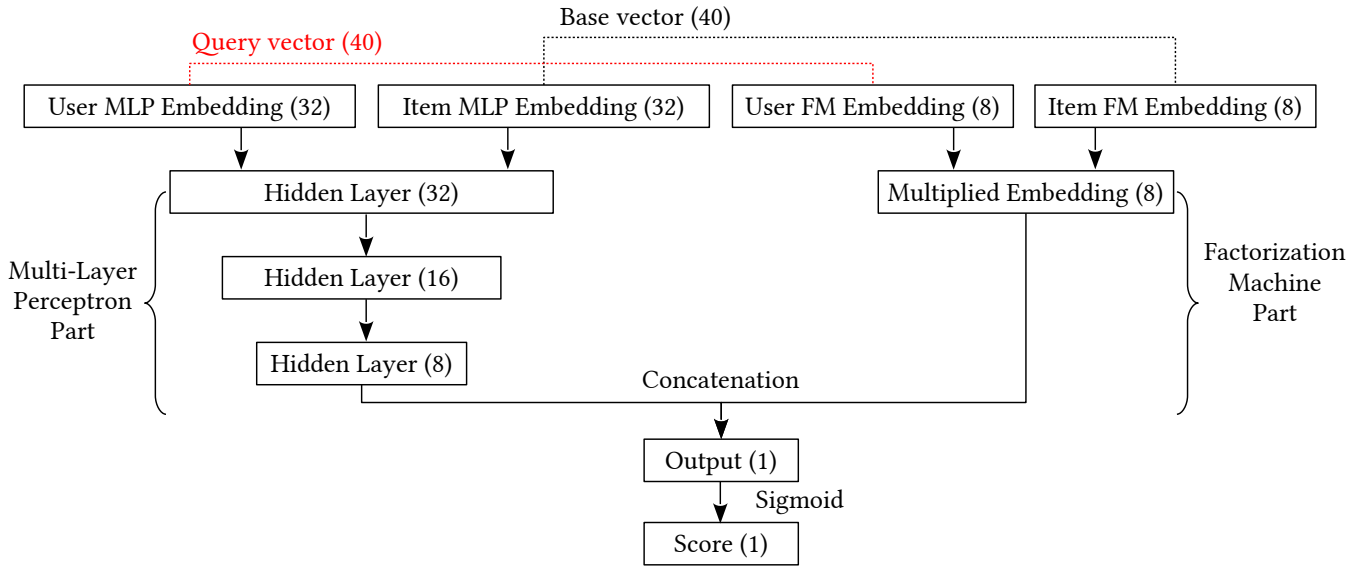 Base vector (40)
Query vector (40)
User MLP Embedding (32)
Item MLP Embedding (32)
User FM Embedding (8)
Item FM Embedding (8)
Hidden Layer (32)
Multiplied Embedding (8)
Hidden Layer (16)
Multi-Layer
Perceptron
Part
Factorization
Machine
Part
Hidden Layer (8)
Concatenation
Output (1)
Sigmoid
Score (1)